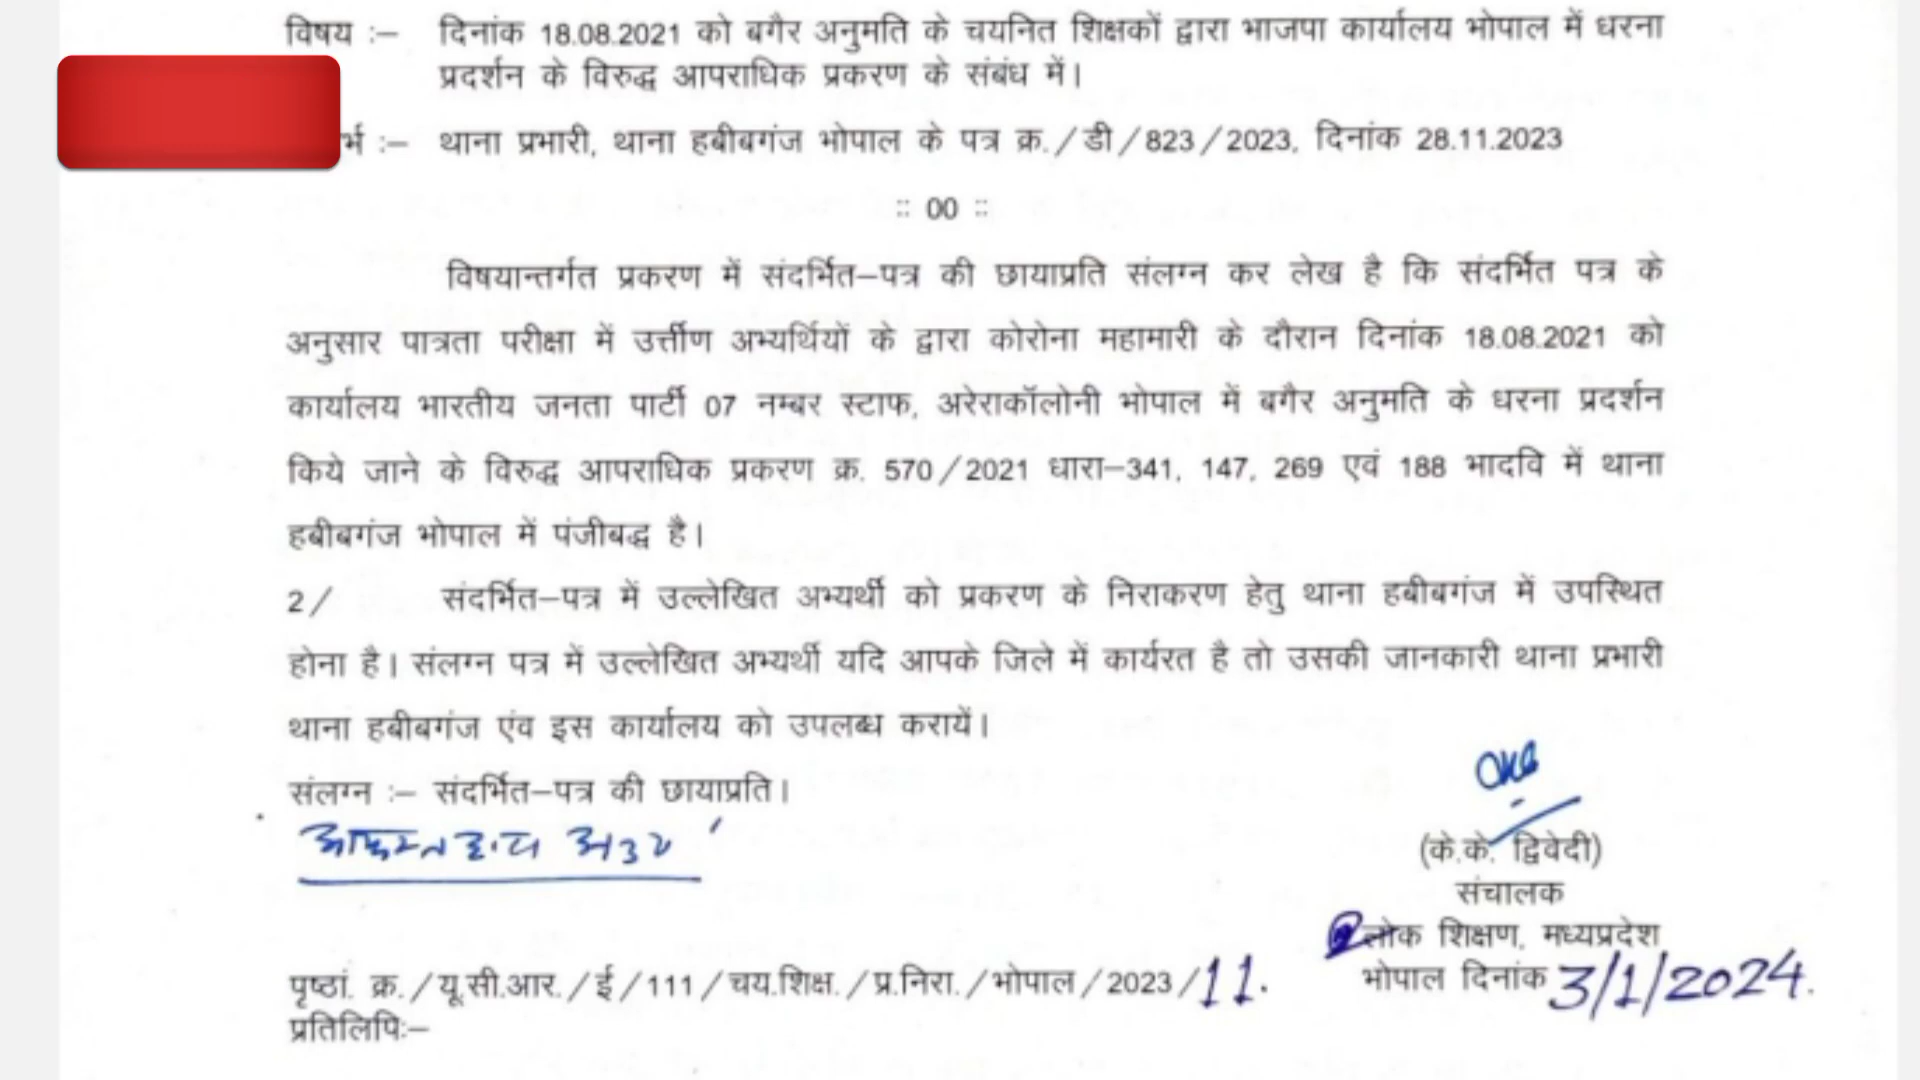 विषय :– दिनांक 18.08.2021 को बगैर अनुमति के चयनित शिक्षकों द्वारा भाजपा कार्यालय भोपाल में धरना
प्रदर्शन के विरुद्ध आपराधिक प्रकरण के संबंध में।
र्भ :– थाना प्रभारी, थाना हबीबगंज भोपाल के पत्र क्र./डी/823/2023, दिनांक 28.11.2023
:: 00 ::
विषयान्तर्गत प्रकरण में संदर्भित–पत्र की छायाप्रति संलग्न कर लेख है कि संदर्भित पत्र के
अनुसार पात्रता परीक्षा में उर्त्तीण अभ्यर्थियों के द्वारा कोरोना महामारी के दौरान दिनांक 18.08.2021 को
कार्यालय भारतीय जनता पार्टी 07 नम्बर स्टाफ, अरेराकॉलोनी भोपाल में बगैर अनुमति के धरना प्रदर्शन
किये जाने के विरुद्ध आपराधिक प्रकरण क्र. 570/2021 धारा–341, 147, 269 एवं 188 भादवि में थाना
हबीबगंज भोपाल में पंजीबद्ध है।
2/ संदर्भित–पत्र में उल्लेखित अभ्यर्थी को प्रकरण के निराकरण हेतु थाना हबीबगंज में उपस्थित
होना है। संलग्न पत्र में उल्लेखित अभ्यर्थी यदि आपके जिले में कार्यरत है तो उसकी जानकारी थाना प्रभारी
थाना हबीबगंज एंव इस कार्यालय को उपलब्ध करायें।
संलग्न :– संदर्भित–पत्र की छायाप्रति।
(के.के. द्विवेदी)
संचालक
लोक शिक्षण, मध्यप्रदेश
पृष्ठां. क्र./यू.सी.आर./ई/111/चय.शिक्ष./प्र.निरा./भोपाल/2023/11. भोपाल दिनांक 3/1/2024.
प्रतिलिपिः–